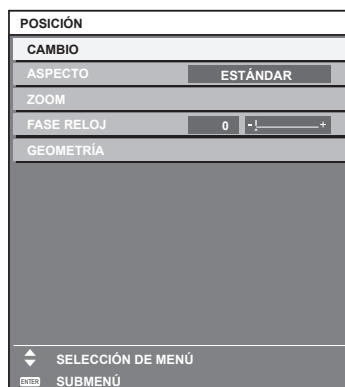 POSICIÓN
CAMBIO
ASPECTO ESTÁNDAR
ZOOM
FASE RELOJ 0 - +
GEOMETRÍA
SELECCIÓN DE MENÚ
ENTER SUBMENÚ